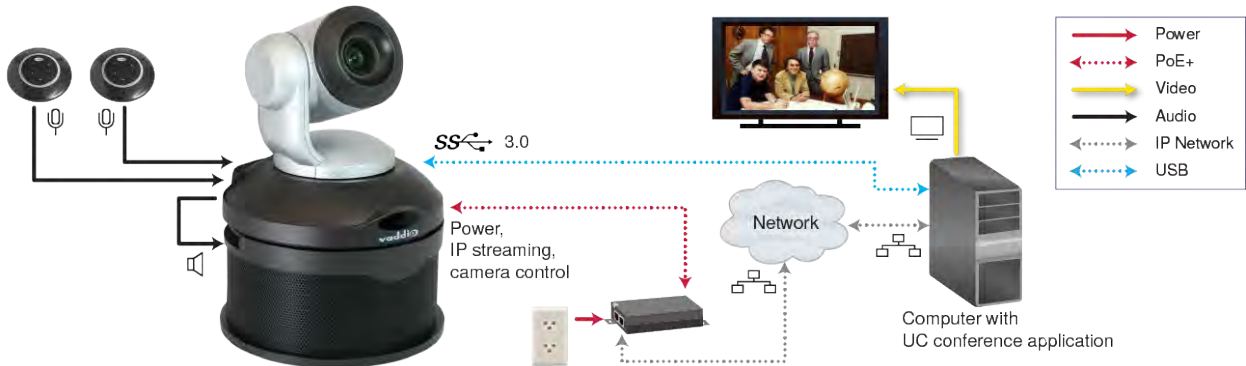 Power
PoE+
Video
Audio
IP Network
USB
SS 3.0
Network
vaddio
Power,
IP streaming,
camera control
Computer with
UC conference application